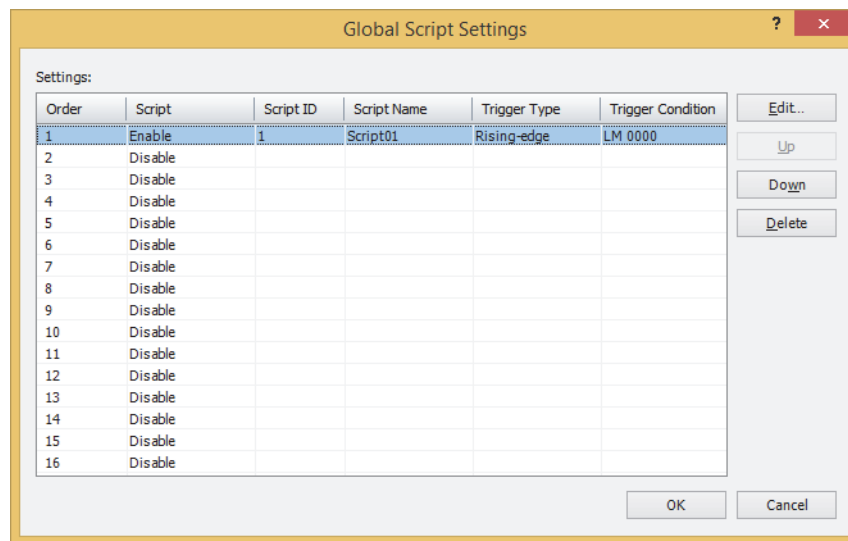 Global Script Settings
? ×
Settings:
Order Script Script ID Script Name Trigger Type Trigger Condition
1 Enable 1 Script01 Rising-edge LM 0000
2 Disable
3 Disable
4 Disable
5 Disable
6 Disable
7 Disable
8 Disable
9 Disable
10 Disable
11 Disable
12 Disable
13 Disable
14 Disable
15 Disable
16 Disable
Edit...
Up
Down
Delete
OK Cancel